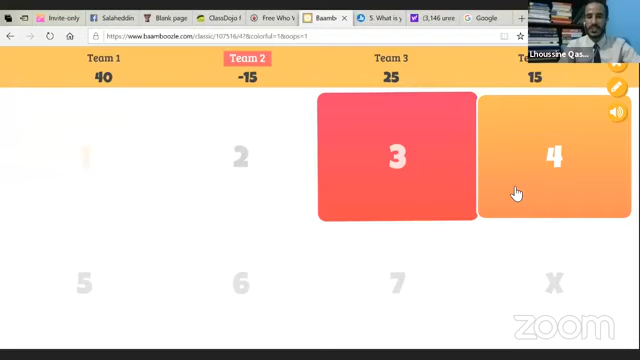 Invite-only
Salaheddin
Blank page
ClassDojo f
Free Who W
Baamb
5. What is y
(3,146 unre
Google
https://www.baamboozle.com/classic/107516/4?&colorful=1&oops=1
Lhoussine Qas...
Team 1
Team 2
Team 3
40
-15
25
15
1
2
3
4
5
6
7
X
zoom